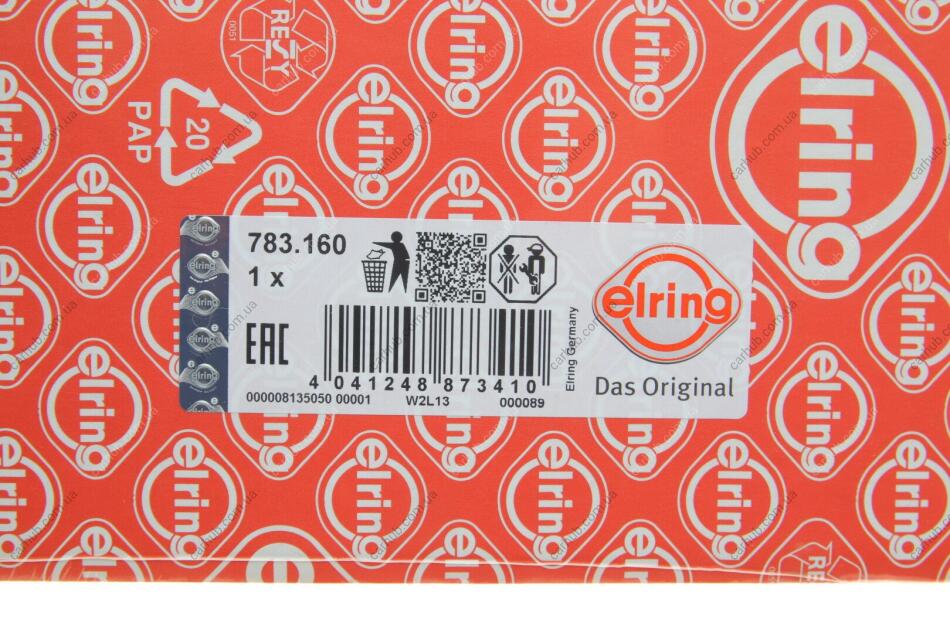 elring
RESY
0051
20
PAP
783.160
1 x
EAC
4 041248 873410
000008135050 00001
W2L13
000089
Elring Germany
elring
Das Original
carhub.com.ua